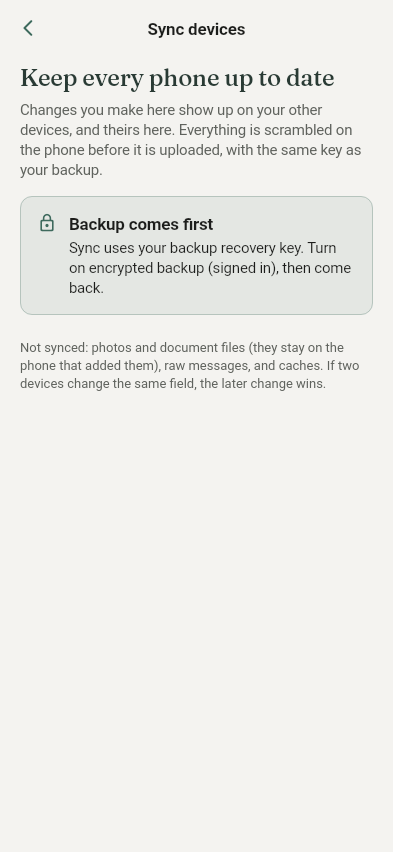 Sync devices
Keep every phone up to date
Changes you make here show up on your other
devices, and theirs here. Everything is scrambled on
the phone before it is uploaded, with the same key as
your backup.
Backup comes first
Sync uses your backup recovery key. Turn
on encrypted backup (signed in), then come
back.
Not synced: photos and document files (they stay on the
phone that added them), raw messages, and caches. If two
devices change the same field, the later change wins.